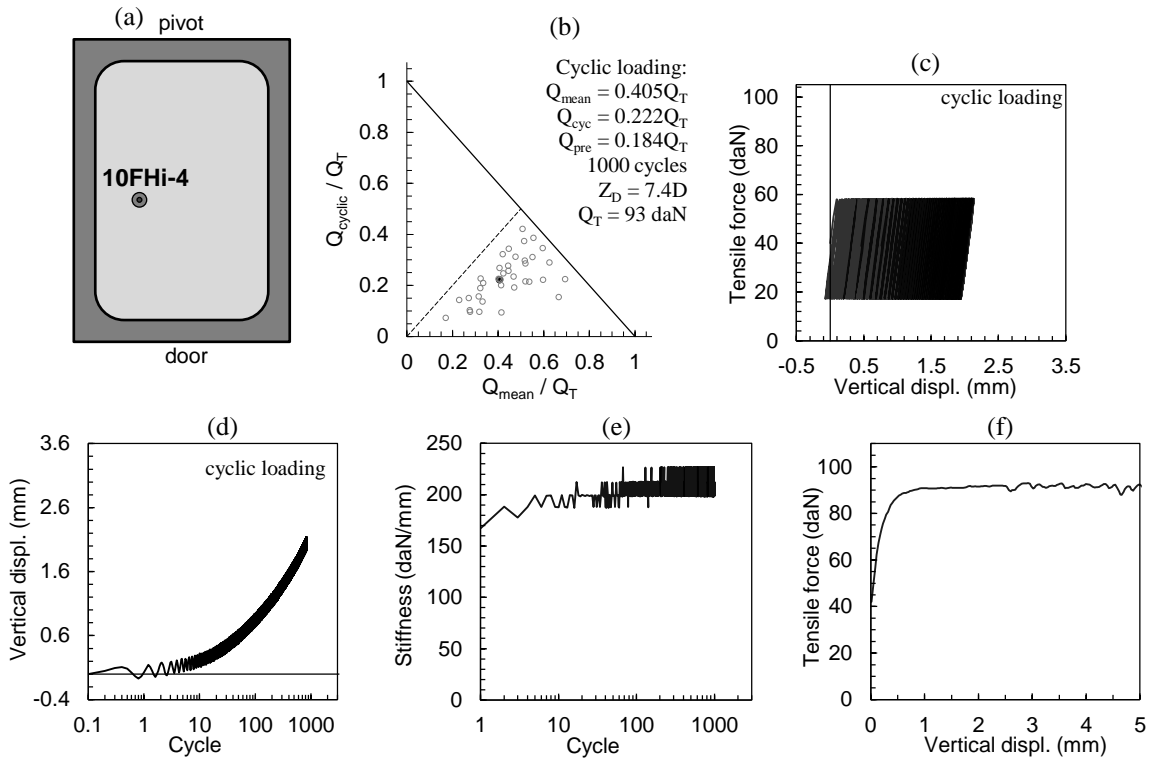 (a)
pivot
10FHi-4
door
(b)
Cyclic loading:
Q_mean = 0.405Q_T
Q_cyc = 0.222Q_T
Q_pre = 0.184Q_T
1000 cycles
Z_D = 7.4D
Q_T = 93 daN
Q_cyclic / Q_T
1
0.8
0.6
0.4
0.2
0
0 0.2 0.4 0.6 0.8 1
Q_mean / Q_T
(c)
cyclic loading
Tensile force (daN)
100
80
60
40
20
0
-0.5 0.5 1.5 2.5 3.5
Vertical displ. (mm)
(d)
cyclic loading
Vertical displ. (mm)
3.6
2.6
1.6
0.6
-0.4
0.1 1 10 100 1000
Cycle
(e)
Stiffness (daN/mm)
250
200
150
100
50
0
1 10 100 1000
Cycle
(f)
Tensile force (daN)
100
80
60
40
20
0
0 1 2 3 4 5
Vertical displ. (mm)